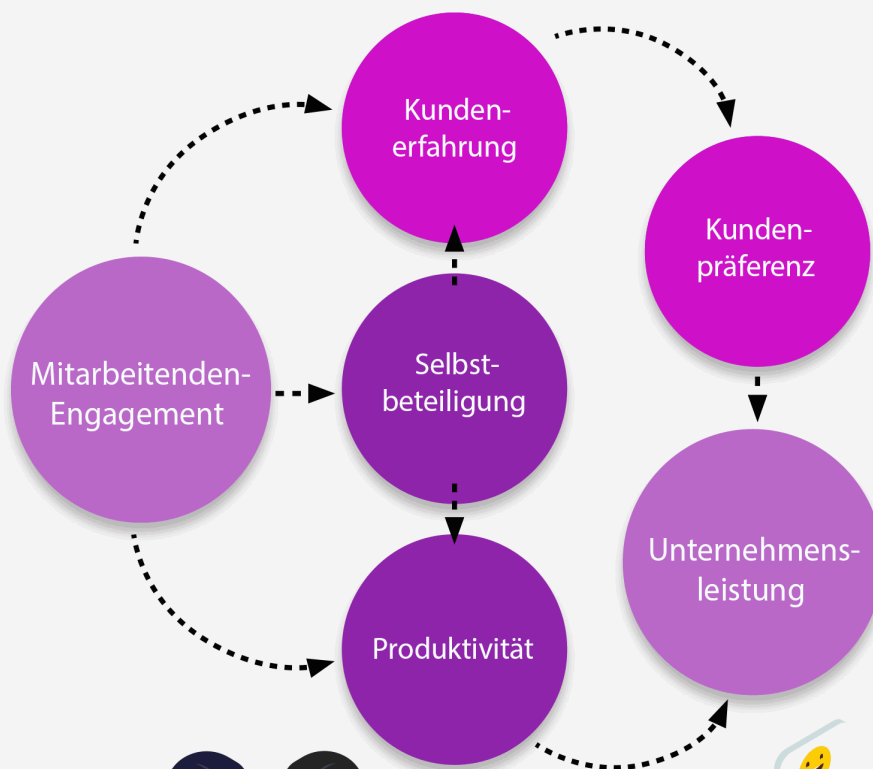 Kunden-
erfahrung
Kunden-
präferenz
Mitarbeitenden-
Engagement
Selbst-
beteiligung
Unternehmens-
leistung
Produktivität